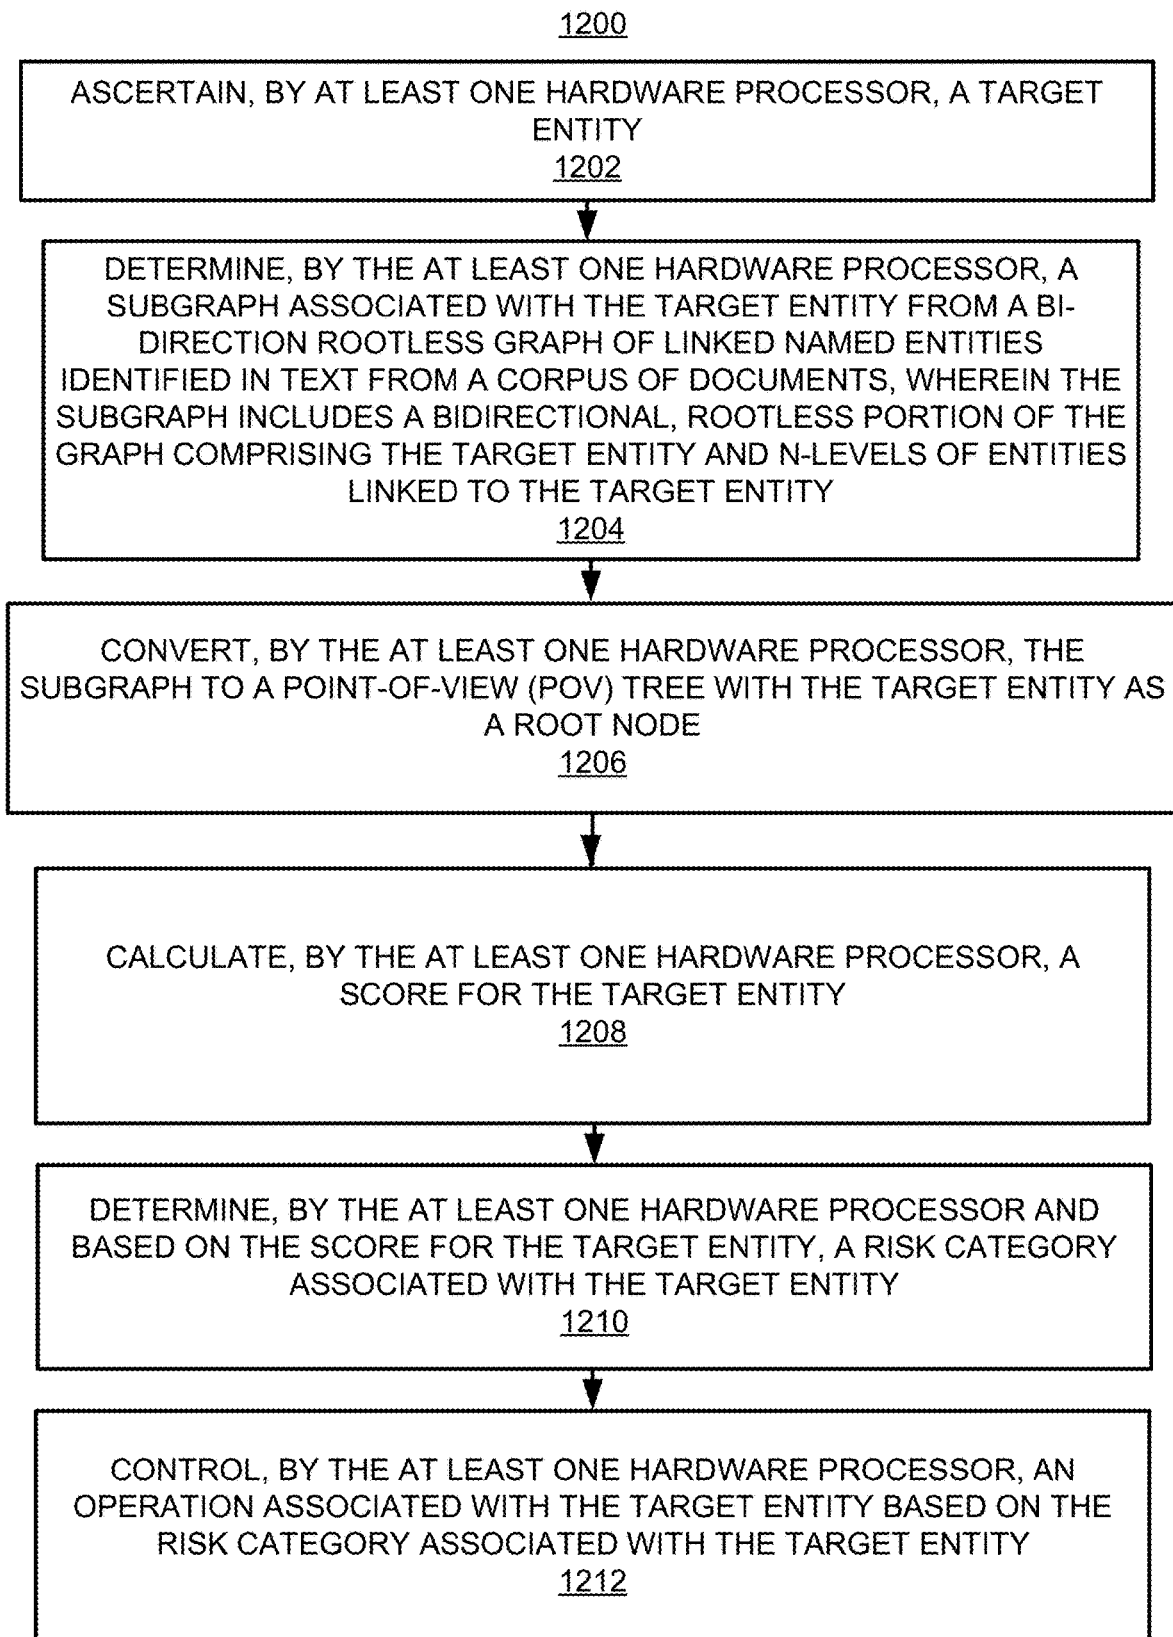 1200
ASCERTAIN, BY AT LEAST ONE HARDWARE PROCESSOR, A TARGET
ENTITY
1202
DETERMINE, BY THE AT LEAST ONE HARDWARE PROCESSOR, A
SUBGRAPH ASSOCIATED WITH THE TARGET ENTITY FROM A BI-
DIRECTION ROOTLESS GRAPH OF LINKED NAMED ENTITIES
IDENTIFIED IN TEXT FROM A CORPUS OF DOCUMENTS, WHEREIN THE
SUBGRAPH INCLUDES A BIDIRECTIONAL, ROOTLESS PORTION OF THE
GRAPH COMPRISING THE TARGET ENTITY AND N-LEVELS OF ENTITIES
LINKED TO THE TARGET ENTITY
1204
CONVERT, BY THE AT LEAST ONE HARDWARE PROCESSOR, THE
SUBGRAPH TO A POINT-OF-VIEW (POV) TREE WITH THE TARGET ENTITY AS
A ROOT NODE
1206
CALCULATE, BY THE AT LEAST ONE HARDWARE PROCESSOR, A
SCORE FOR THE TARGET ENTITY
1208
DETERMINE, BY THE AT LEAST ONE HARDWARE PROCESSOR AND
BASED ON THE SCORE FOR THE TARGET ENTITY, A RISK CATEGORY
ASSOCIATED WITH THE TARGET ENTITY
1210
CONTROL, BY THE AT LEAST ONE HARDWARE PROCESSOR, AN
OPERATION ASSOCIATED WITH THE TARGET ENTITY BASED ON THE
RISK CATEGORY ASSOCIATED WITH THE TARGET ENTITY
1212